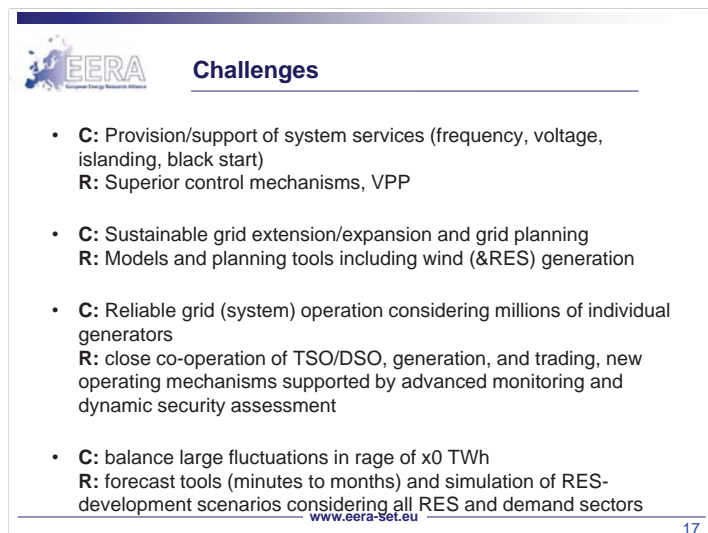 EERA
European Energy Research Alliance
Challenges
• C: Provision/support of system services (frequency, voltage,
islanding, black start)
R: Superior control mechanisms, VPP
• C: Sustainable grid extension/expansion and grid planning
R: Models and planning tools including wind (&RES) generation
• C: Reliable grid (system) operation considering millions of individual
generators
R: close co-operation of TSO/DSO, generation, and trading, new
operating mechanisms supported by advanced monitoring and
dynamic security assessment
• C: balance large fluctuations in rage of x0 TWh
R: forecast tools (minutes to months) and simulation of RES-
development scenarios considering all RES and demand sectors
www.eera-set.eu
17